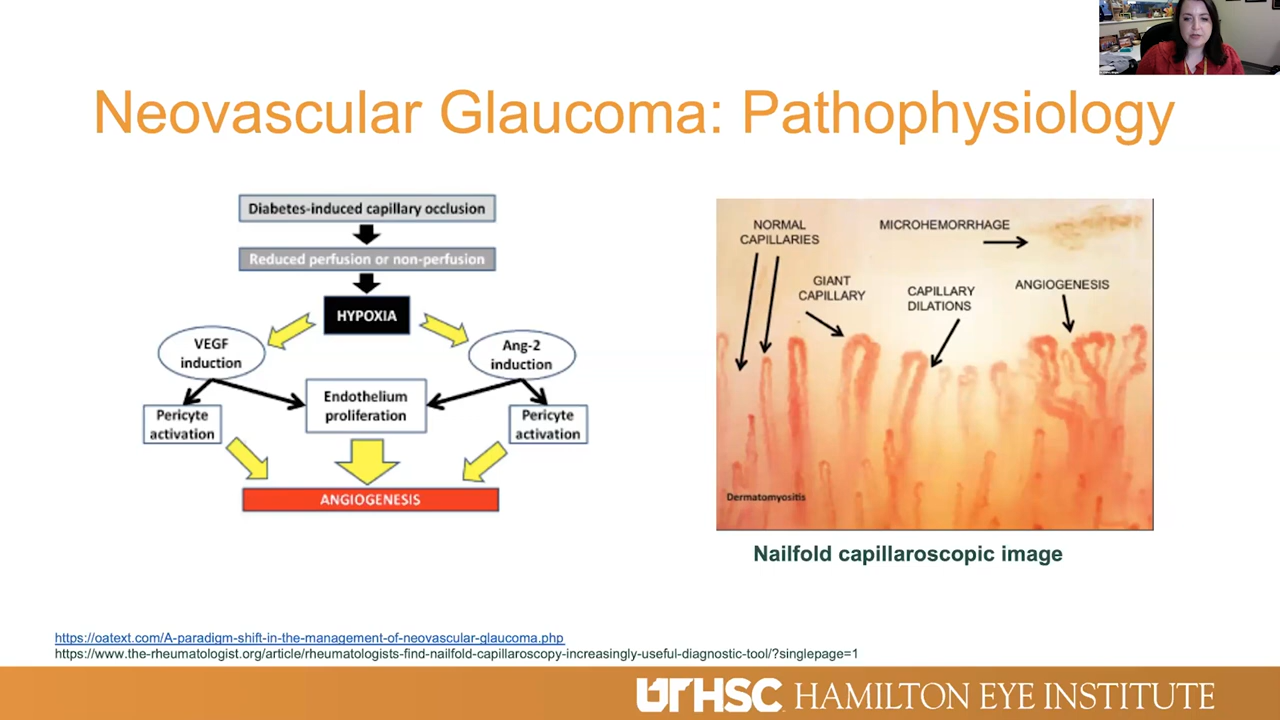 Neovascular Glaucoma: Pathophysiology
Diabetes-induced capillary occlusion
Reduced perfusion or non-perfusion
HYPOXIA
VEGF
induction
Ang-2
induction
Endothelium
proliferation
Pericyte
activation
Pericyte
activation
ANGIOGENESIS
NORMAL
CAPILLARIES
MICROHEMORRHAGE
GIANT
CAPILLARY
CAPILLARY
DILATIONS
ANGIOGENESIS
Dermatomyositis
Nailfold capillaroscopic image
https://oatext.com/A-paradigm-shift-in-the-management-of-neovascular-glaucoma.php
https://www.the-rheumatologist.org/article/rheumatologists-find-nailfold-capillaroscopy-increasingly-useful-diagnostic-tool/?singlepage=1
UTHSC HAMILTON EYE INSTITUTE